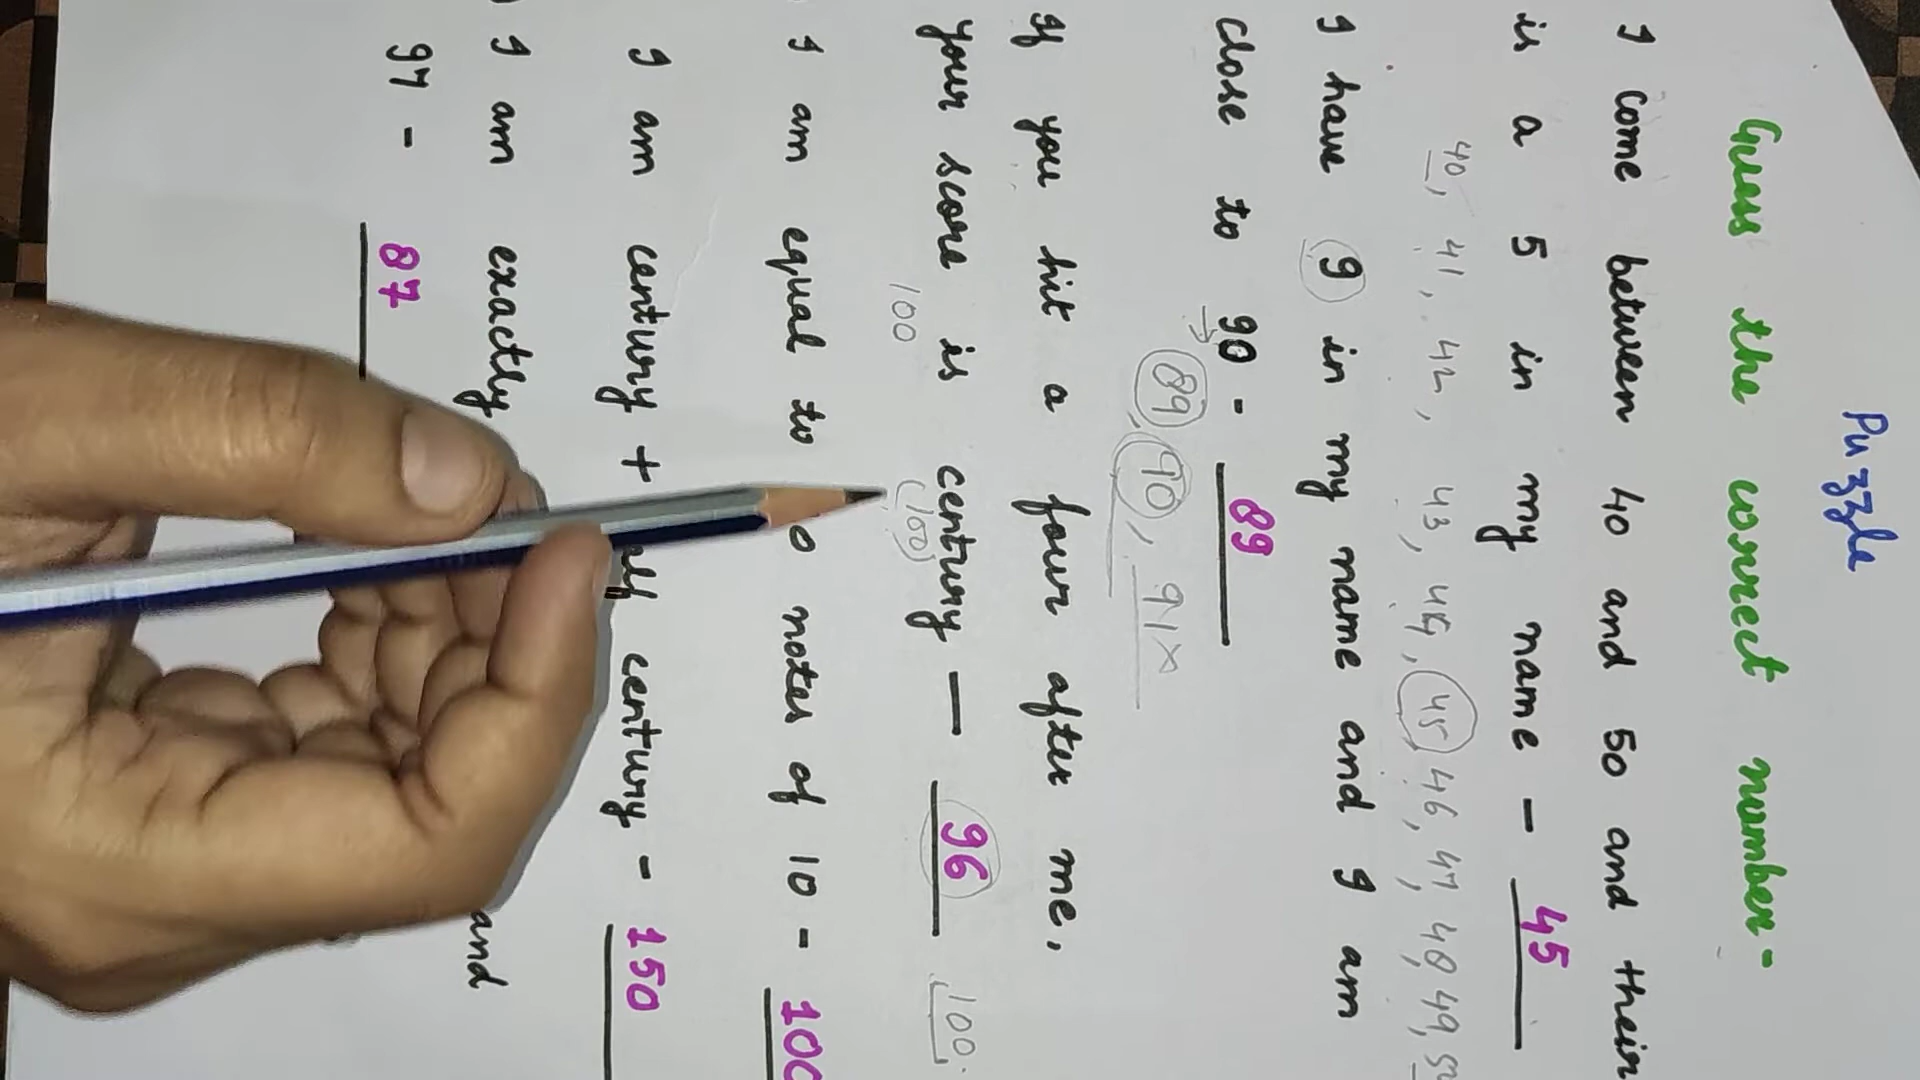 Puzzle
Guess the correct number-
I come between 40 and 50 and their
is a 5 in my name - 45
40, 41, 42, 43, 44, 45, 46, 47, 48, 49, 50
I have 9 in my name and I am
close to 90 - 89
89, 90, 91 x
If you hit a four after me,
your score is century - 96 100
100 (100)
I am equal to notes of 10 - 100
I am century + century - 150
I am exactly and
97 - 87